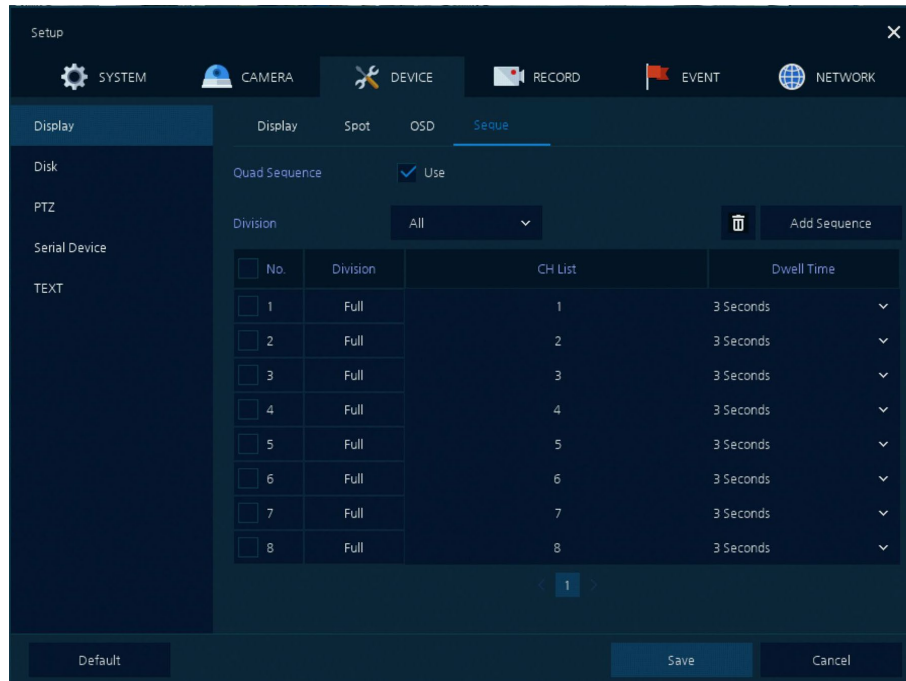 Setup
SYSTEM CAMERA DEVICE RECORD EVENT NETWORK
Display
Disk
PTZ
Serial Device
TEXT
Display Spot OSD Seque
Quad Sequence Use
Division All Add Sequence
No. Division CH List Dwell Time
1 Full 1 3 Seconds
2 Full 2 3 Seconds
3 Full 3 3 Seconds
4 Full 4 3 Seconds
5 Full 5 3 Seconds
6 Full 6 3 Seconds
7 Full 7 3 Seconds
8 Full 8 3 Seconds
1
Default Save Cancel